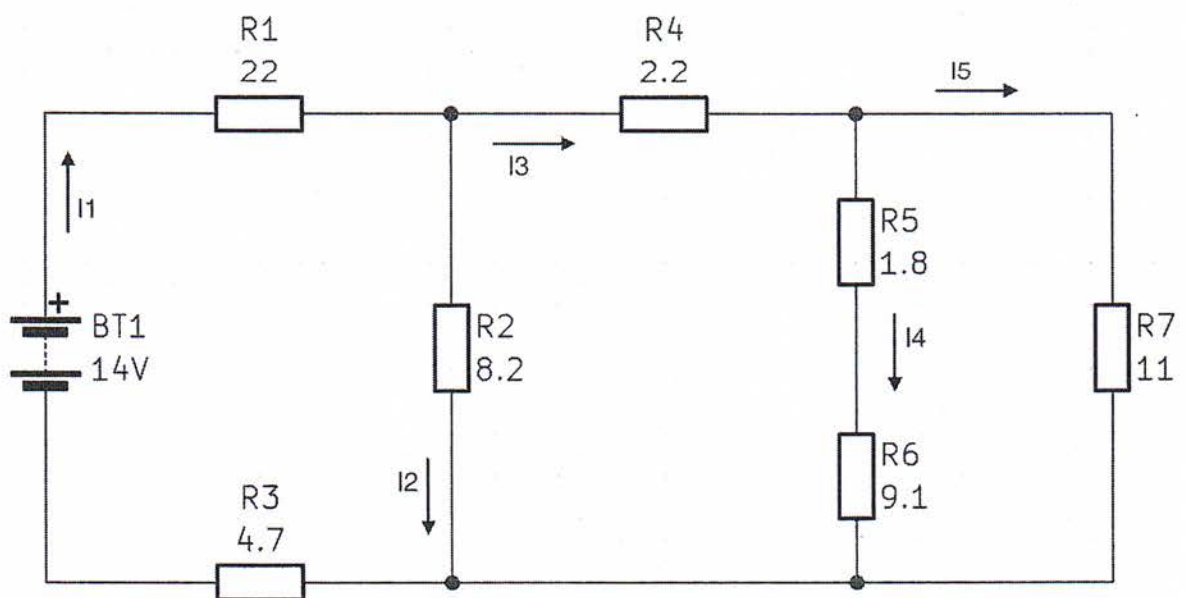 R1
22
R4
2.2
I5
I3
I1
R5
1.8
+
BT1
14V
R2
8.2
I4
R7
11
R6
9.1
I2
R3
4.7